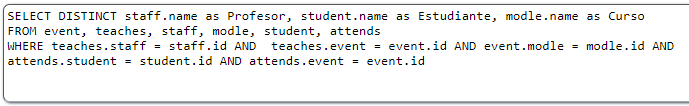 SELECT DISTINCT staff.name as Profesor, student.name as Estudiante, modle.name as Curso
FROM event, teaches, staff, modle, student, attends
WHERE teaches.staff = staff.id AND  teaches.event = event.id AND event.modle = modle.id AND
attends.student = student.id AND attends.event = event.id